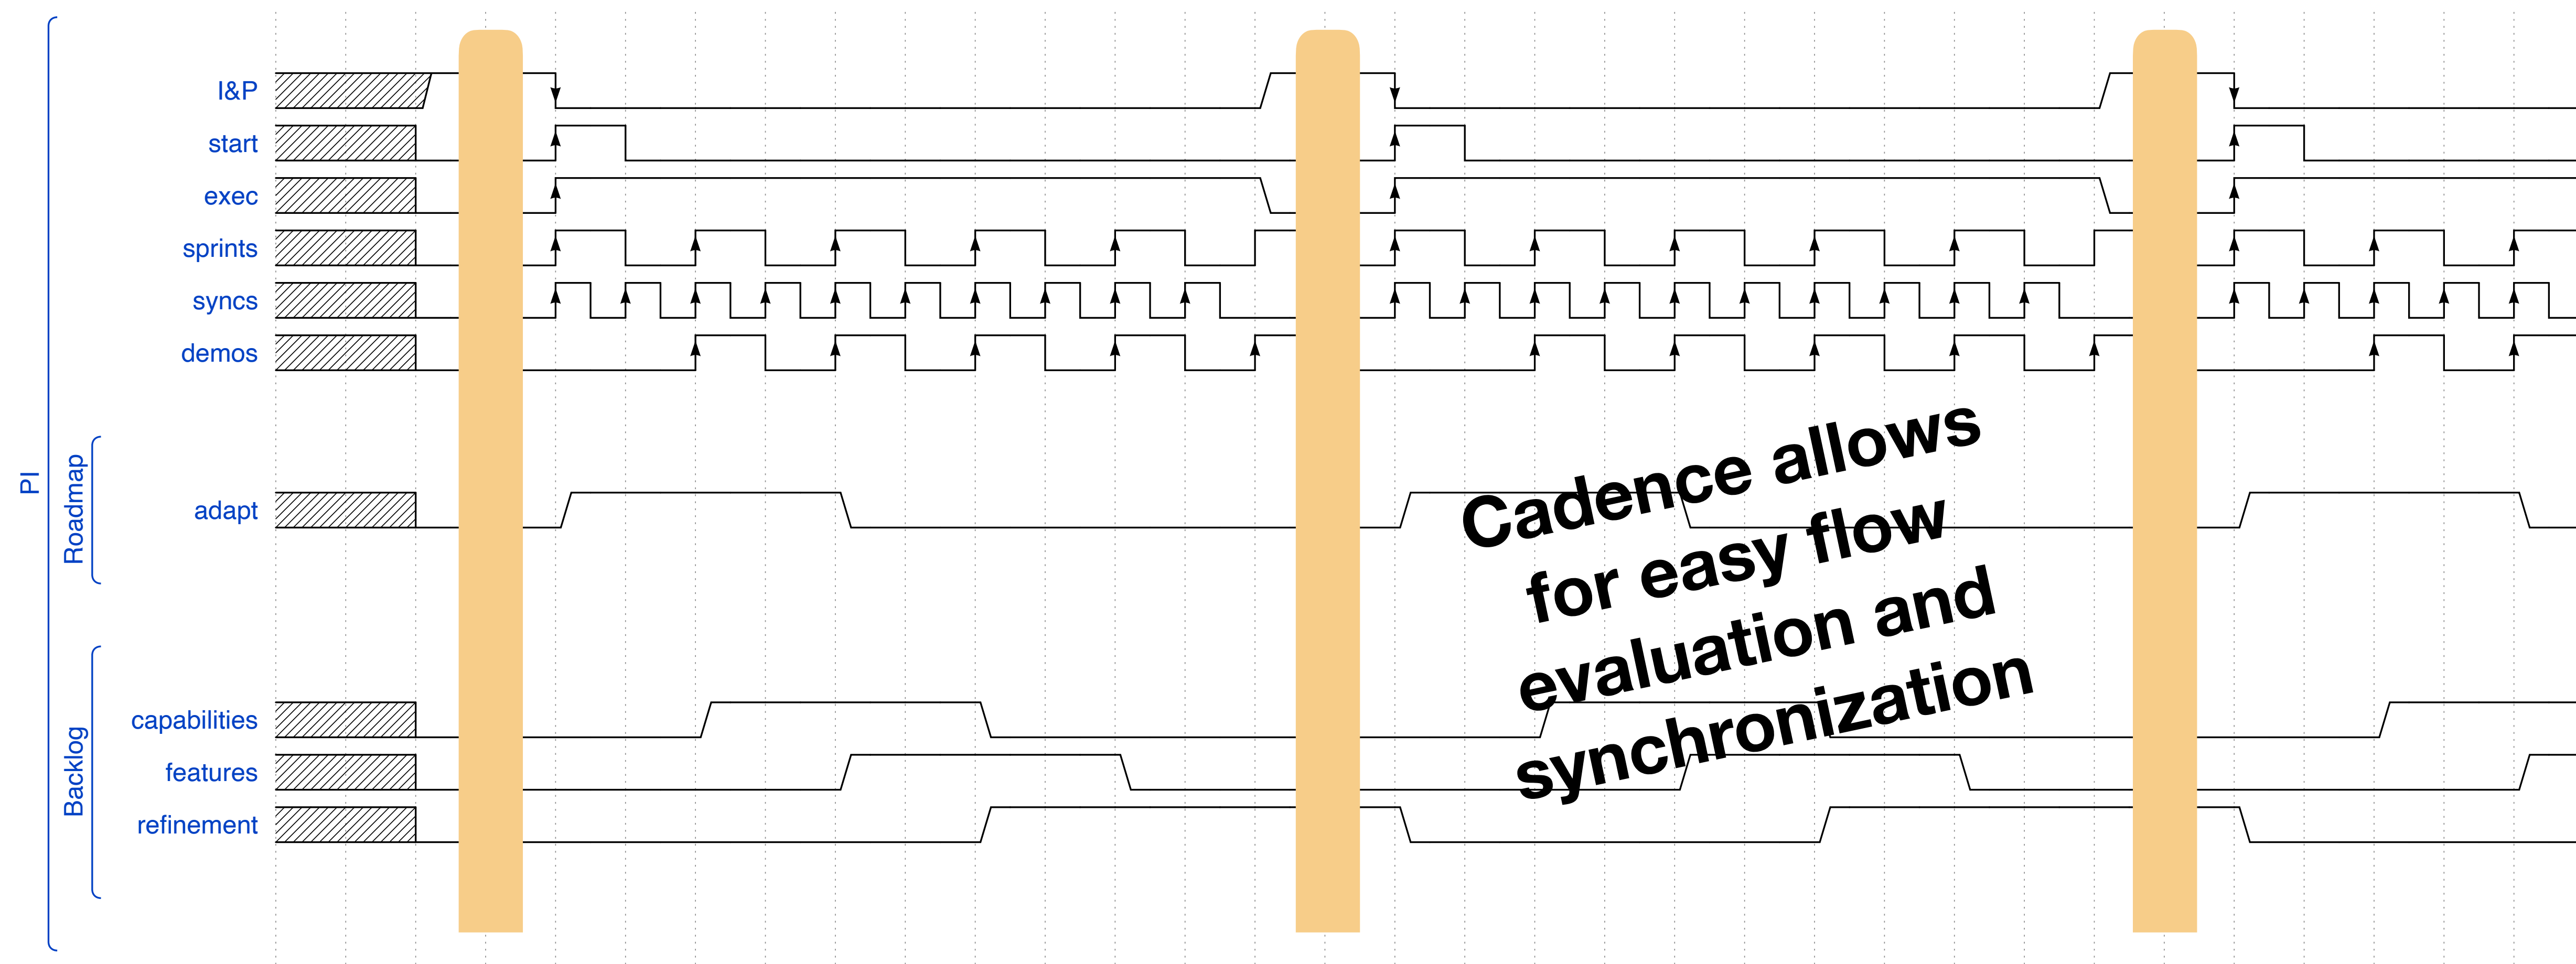 PI
I&P
start
exec
sprints
syncs
demos
Roadmap
adapt
Cadence allows
for easy flow
evaluation and
synchronization
Backlog
capabilities
features
refinement